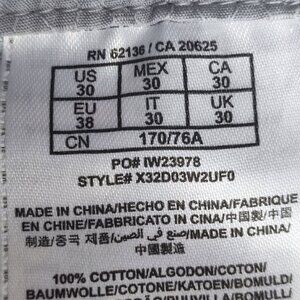 RN 62136 / CA 20625
US 30 MEX 30 CA 30
EU 38 IT 30 UK 30
CN 170/76A
PO# IW23978
STYLE# X32D03W2UF0
MADE IN CHINA/HECHO EN CHINA/FABRIQUE
EN CHINE/FABBRICATO IN CINA/中国製/中国
制造/중국 제품/صنع في الصين/MADE IN CHINA/
中國製造
100% COTTON/ALGODON/COTON/
BAUMWOLLE/COTONE/KATOEN/BOMULD/